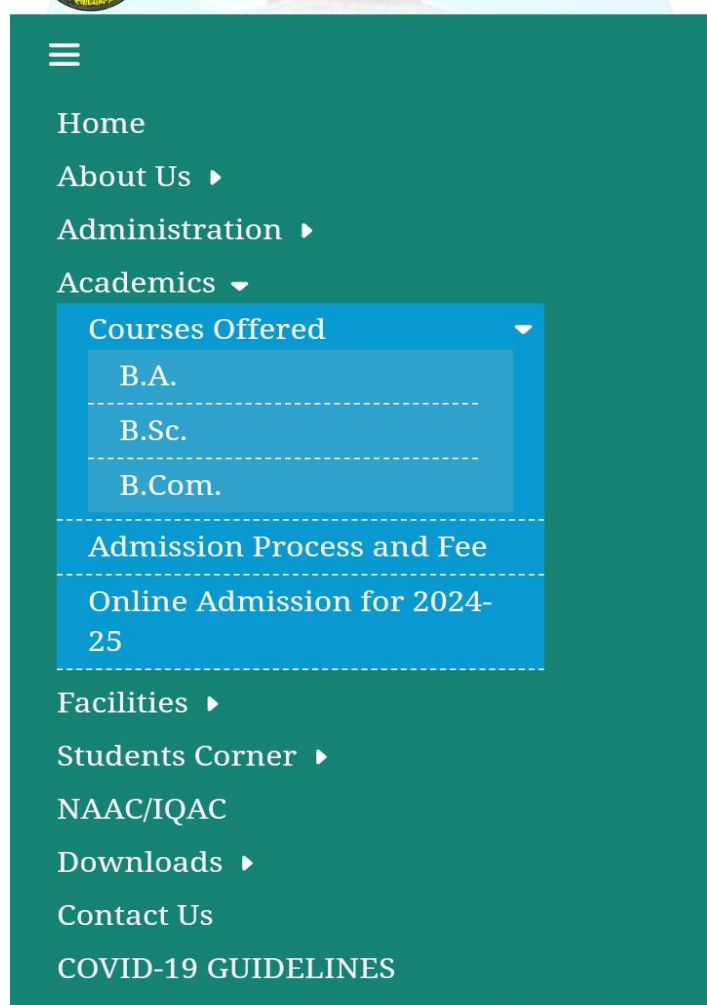 Home
About Us
Administration
Academics
Courses Offered
B.A.
B.Sc.
B.Com.
Admission Process and Fee
Online Admission for 2024-
25
Facilities
Students Corner
NAAC/IQAC
Downloads
Contact Us
COVID-19 GUIDELINES